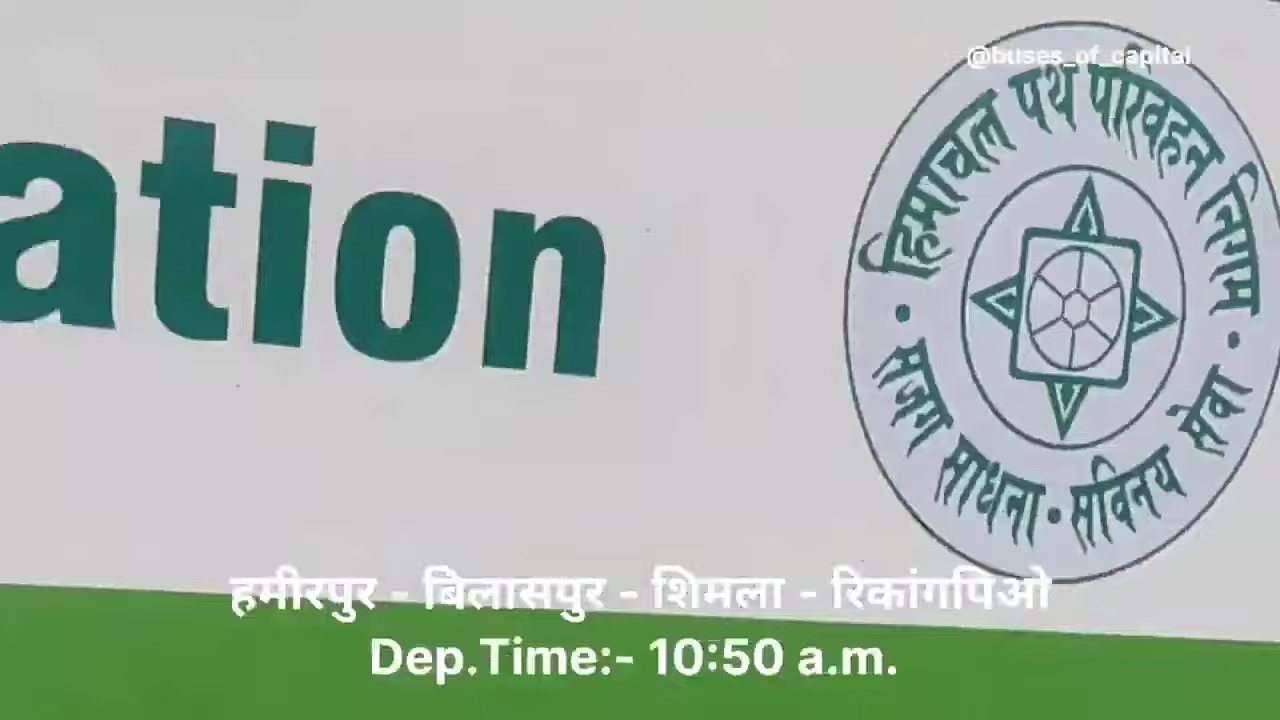 @buses_of_capital
ation
हिमाचल पथ परिवहन निगम
• सजग साधना • सविनय सेवा •
हमीरपुर - बिलासपुर - शिमला - रिकांगपिओ
Dep.Time:- 10:50 a.m.